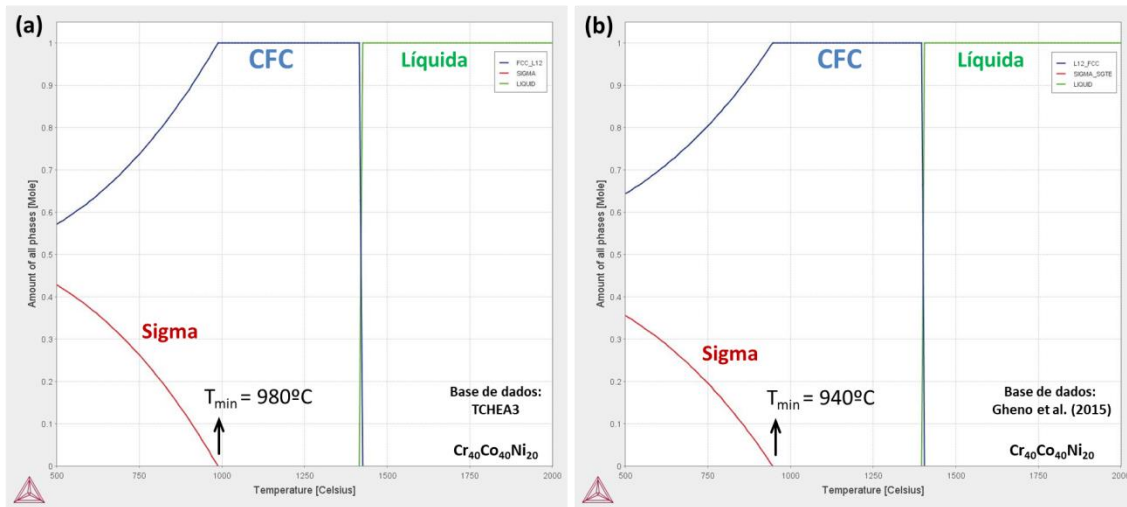 (a)
1
0.9
0.8
0.7
0.6
0.5
0.4
0.3
0.2
0.1
0
Amount of all phases [Mole]
CFC
Líquida
FCC_L12
SIGMA
LIQUID
Sigma
Tmin = 980ºC
Base de dados:
TCHEA3
Cr40Co40Ni20
500 750 1000 1250 1500 1750 2000
Temperature [Celsius]
(b)
1
0.9
0.8
0.7
0.6
0.5
0.4
0.3
0.2
0.1
0
Amount of all phases [Mole]
CFC
Líquida
L12_FCC
SIGMA_SGTE
LIQUID
Sigma
Tmin = 940ºC
Base de dados:
Gheno et al. (2015)
Cr40Co40Ni20
500 750 1000 1250 1500 1750 2000
Temperature [Celsius]